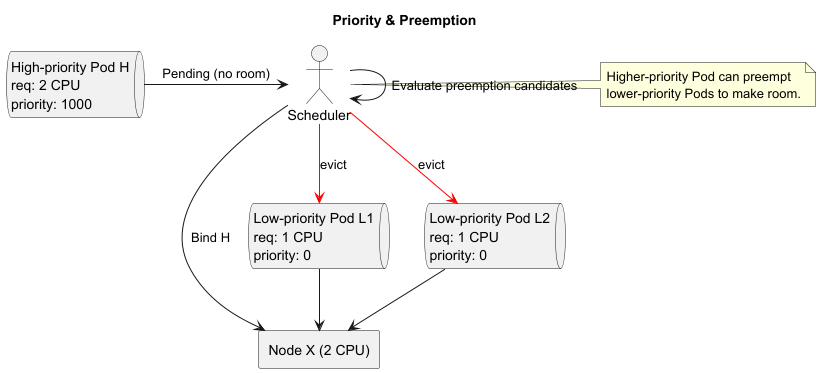 Priority & Preemption
High-priority Pod H
req: 2 CPU
priority: 1000
Pending (no room)
Scheduler
Evaluate preemption candidates
Higher-priority Pod can preempt
lower-priority Pods to make room.
evict
evict
Low-priority Pod L1
req: 1 CPU
priority: 0
Low-priority Pod L2
req: 1 CPU
priority: 0
Bind H
Node X (2 CPU)